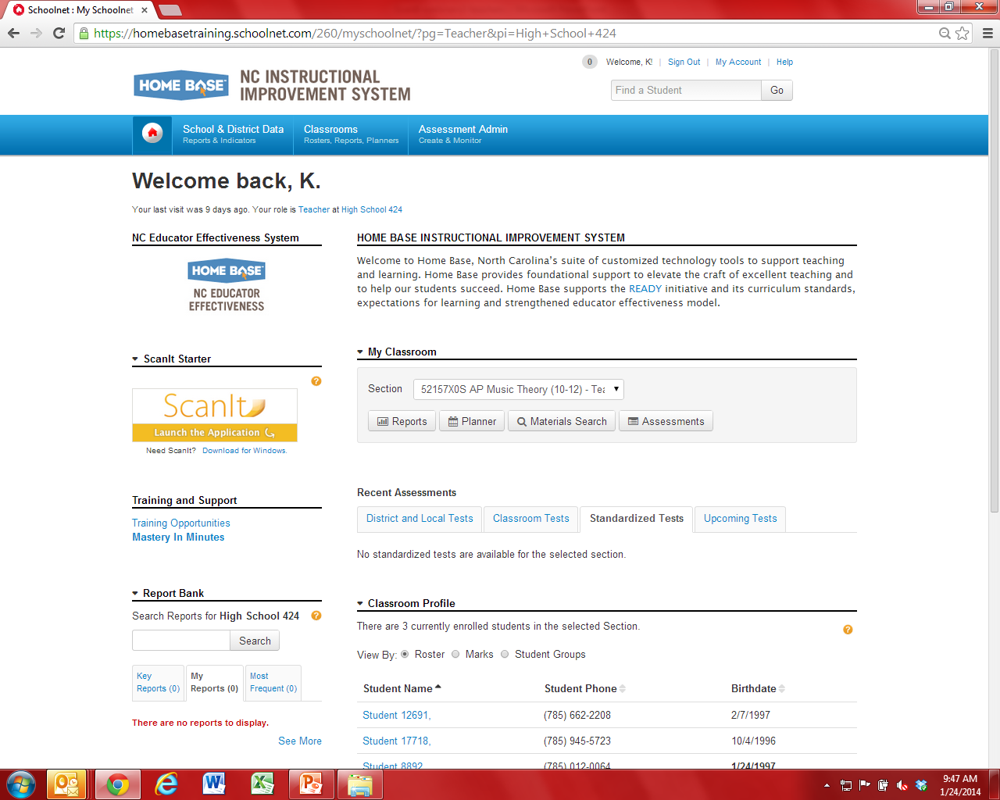 Schoolnet : My Schoolnet
https://homebasetraining.schoolnet.com/260/myschoolnet/?pg=Teacher&pi=High+School+424
0 Welcome, K! | Sign Out | My Account | Help
HOME BASE
NC INSTRUCTIONAL
IMPROVEMENT SYSTEM
Find a Student Go
School & District Data
Reports & Indicators
Classrooms
Rosters, Reports, Planners
Assessment Admin
Create & Monitor
Welcome back, K.
Your last visit was 9 days ago. Your role is Teacher at High School 424
NC Educator Effectiveness System
HOME BASE
NC EDUCATOR
EFFECTIVENESS
ScanIt Starter
ScanIt
Launch the Application
Need ScanIt? Download for Windows.
Training and Support
Training Opportunities
Mastery In Minutes
Report Bank
Search Reports for High School 424
Search
Key
Reports (0)
My
Reports (0)
Most
Frequent (0)
There are no reports to display.
See More
HOME BASE INSTRUCTIONAL IMPROVEMENT SYSTEM
Welcome to Home Base, North Carolina's suite of customized technology tools to support teaching
and learning. Home Base provides foundational support to elevate the craft of excellent teaching and
to help our students succeed. Home Base supports the READY initiative and its curriculum standards,
expectations for learning and strengthened educator effectiveness model.
My Classroom
Section 52157X0S AP Music Theory (10-12) - Tea
Reports Planner Materials Search Assessments
Recent Assessments
District and Local Tests Classroom Tests Standardized Tests Upcoming Tests
No standardized tests are available for the selected section.
Classroom Profile
There are 3 currently enrolled students in the selected Section.
View By: Roster Marks Student Groups
Student Name Student Phone Birthdate
Student 12691, (785) 662-2208 2/7/1997
Student 17718, (785) 945-5723 10/4/1996
Student 8892 (785) 012-0064 1/24/1997
9:47 AM
1/24/2014